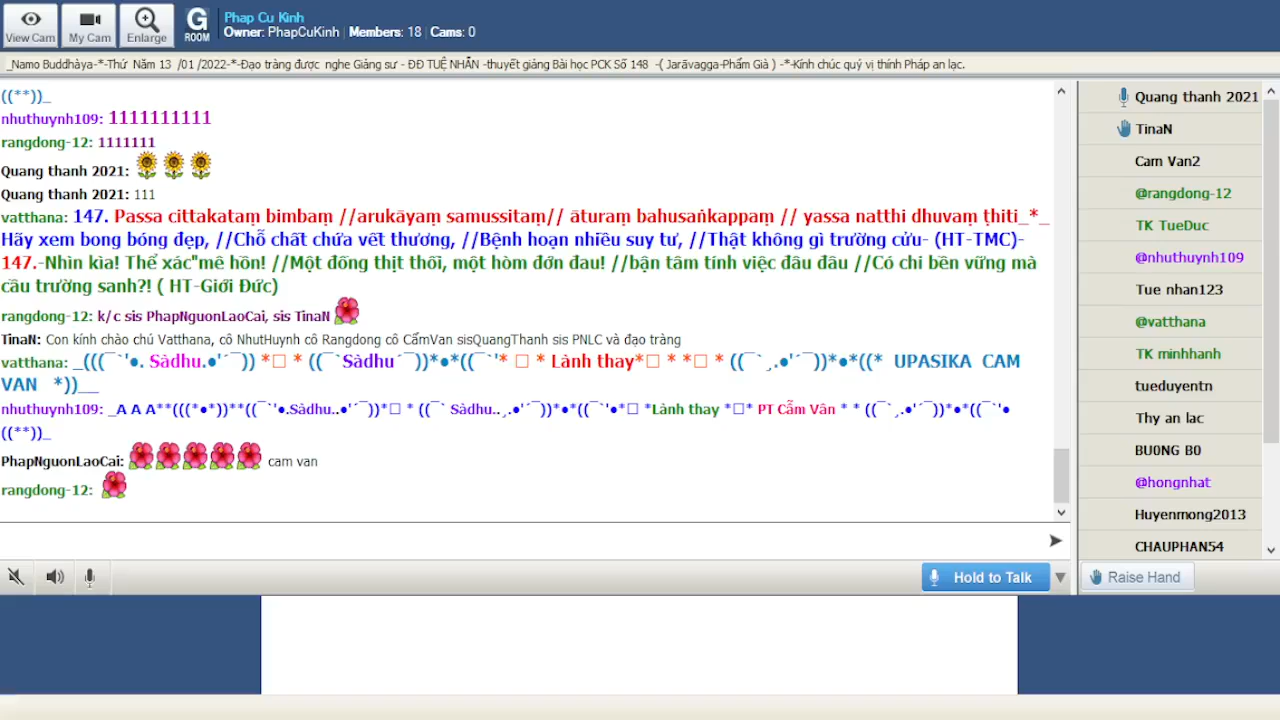 View Cam
My Cam
Enlarge
G
ROOM
Phap Cu Kinh
Owner: PhapCuKinh | Members: 18 | Cams: 0
_Namo Buddhàya-*-Thứ Năm 13 /01 /2022-*-Đạo tràng được nghe Giảng sư - ĐĐ TUỆ NHẪN -thuyết giảng Bài học PCK Số 148 -( Jarāvagga-Phẩm Già ) -*-Kính chúc quý vị thính Pháp an lạc.
((**))_
nhuthuynh109: 1111111111
rangdong-12: 1111111
Quang thanh 2021:
Quang thanh 2021: 111
vatthana: 147. Passa cittakataṃ bimbaṃ //arukāyaṃ samussitaṃ// āturaṃ bahusaṅkappaṃ // yassa natthi dhuvaṃ ṭhiti_*_
Hãy xem bong bóng đẹp, //Chỗ chất chứa vết thương, //Bệnh hoạn nhiều suy tư, //Thật không gì trường cửu- (HT-TMC)-
147.-Nhìn kìa! Thể xác"mê hồn! //Một đống thịt thối, một hòm đớn đau! //bận tâm tính việc đâu đâu //Có chi bền vững mà
cầu trường sanh?! ( HT-Giới Đức)
rangdong-12: k/c sis PhapNguonLaoCai, sis TinaN
TinaN: Con kính chào chú Vatthana, cô NhutHuynh cô Rangdong cô CẩmVan sisQuangThanh sis PNLC và đạo tràng
vatthana: _(((¯`'•. Sàdhu.•'´¯)) *□ * ((¯`Sàdhu´¯))*•*((¯`'* □ * Lành thay*□ * *□ * ((¯`¸.•'´¯))*•*((* UPASIKA CAM
VAN *))__
nhuthuynh109: _A A A**(((*•*))**((¯`'•.Sàdhu..•'´¯))*□ * ((¯` Sàdhu..¸.•'´¯))*•*((¯`'•*□ *Lành thay *□* PT Cẩm Vân * * ((¯`¸.•'´¯))*•*((¯`'•
((**))_
PhapNguonLaoCai: cam van
rangdong-12:
Hold to Talk
Quang thanh 2021
TinaN
Cam Van2
@rangdong-12
TK TueDuc
@nhuthuynh109
Tue nhan123
@vatthana
TK minhhanh
tueduyentn
Thy an lac
BU0NG B0
@hongnhat
Huyenmong2013
CHAUPHAN54
Raise Hand